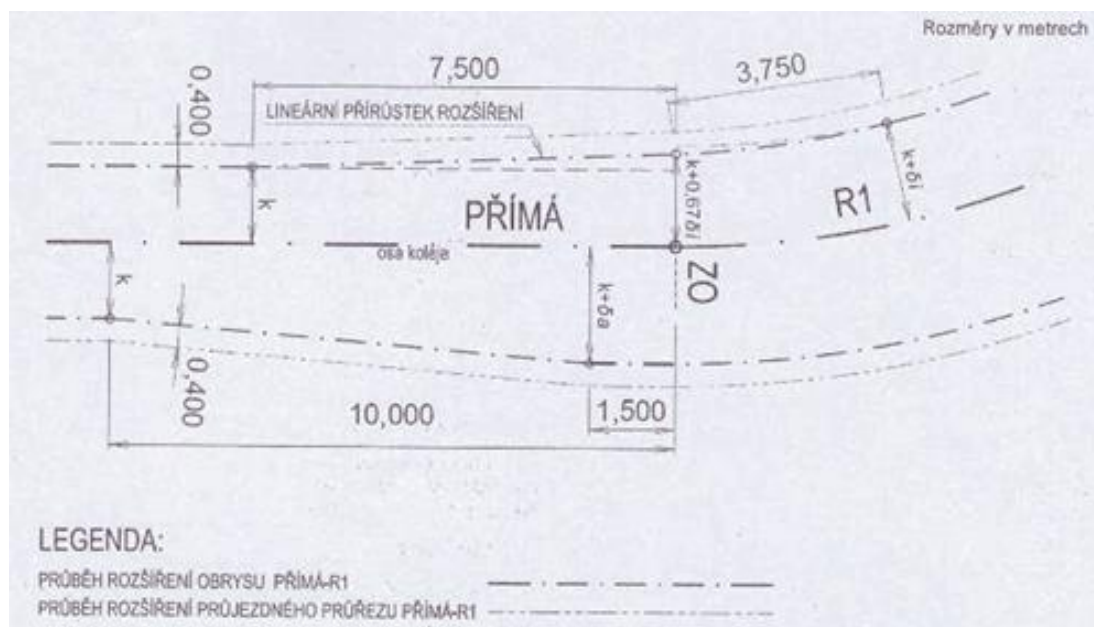 Rozměry v metrech
7,500
3,750
0,400
LINEÁRNÍ PŘÍRŮSTEK ROZŠÍŘENÍ
k
PŘÍMÁ
k+0,67δi
R1
k+δi
osa koleje
k
k+δa
ZO
0,400
10,000
1,500
LEGENDA:
PRŮBĚH ROZŠÍŘENÍ OBRYSU PŘÍMÁ-R1
PRŮBĚH ROZŠÍŘENÍ PRŮJEZDNÉHO PRŮŘEZU PŘÍMÁ-R1